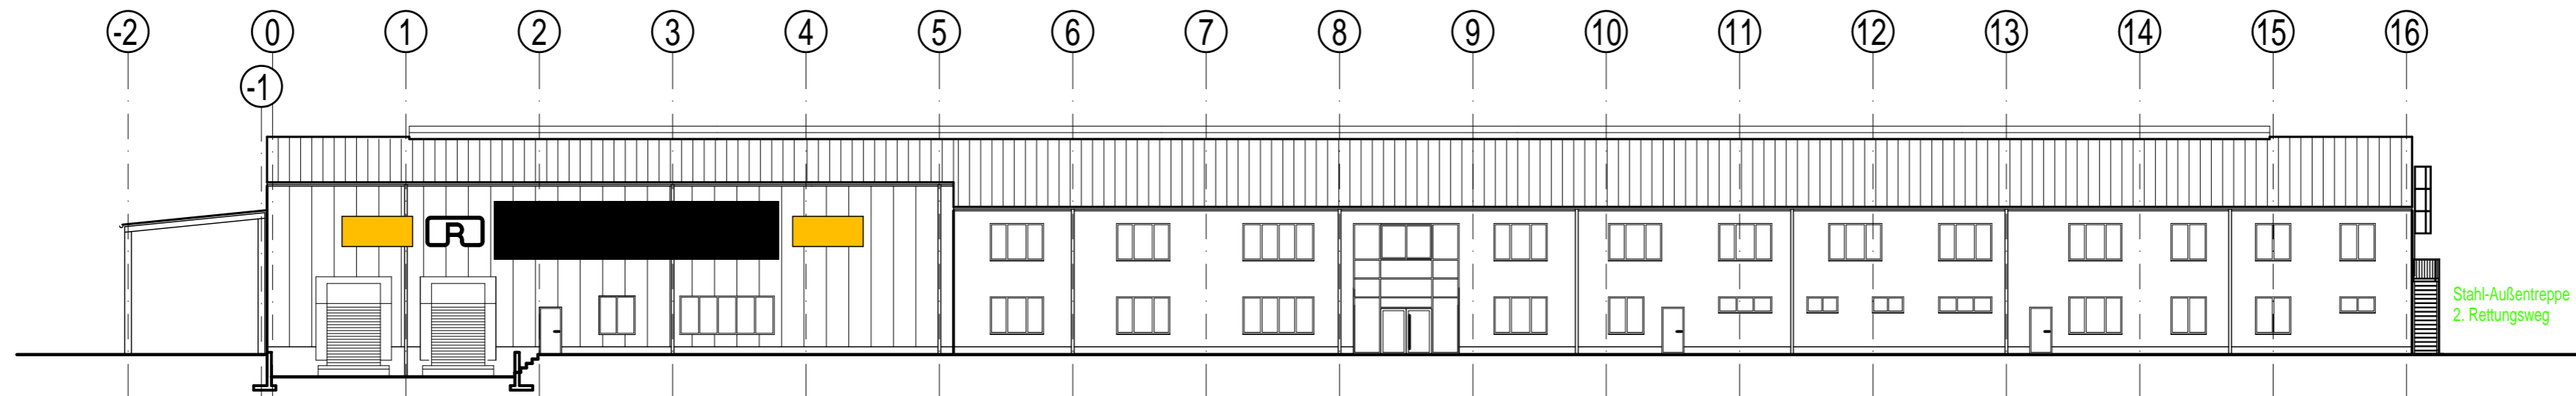 -2 0 1 2 3 4 5 6 7 8 9 10 11 12 13 14 15 16
-1
R
Stahl-Außentreppe
2. Rettungsweg